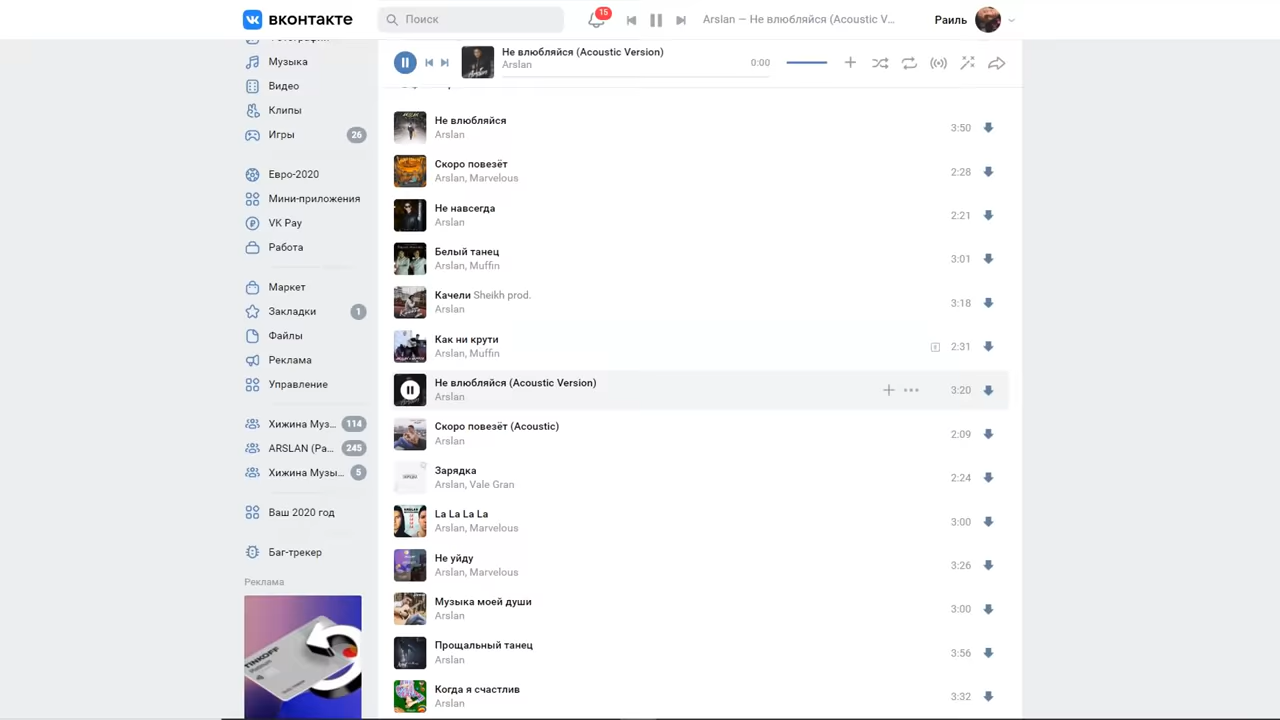 вконтакте
Поиск
15
Arslan — Не влюбляйся (Acoustic V...
Раиль
Не влюбляйся (Acoustic Version)
Arslan
0:00
Музыка
Видео
Клипы
Игры
26
Евро-2020
Мини-приложения
VK Pay
Работа
Маркет
Закладки
1
Файлы
Реклама
Управление
Хижина Муз...
114
ARSLAN (Ра...
245
Хижина Музы...
5
Ваш 2020 год
Баг-трекер
Реклама
Не влюбляйся
Arslan
3:50
Скоро повезёт
Arslan, Marvelous
2:28
Не навсегда
Arslan
2:21
Белый танец
Arslan, Muffin
3:01
Качели Sheikh prod.
Arslan
3:18
Как ни крути
Arslan, Muffin
E 2:31
Не влюбляйся (Acoustic Version)
Arslan
3:20
Скоро повезёт (Acoustic)
Arslan
2:09
Зарядка
Arslan, Vale Gran
2:24
La La La La
Arslan, Marvelous
3:00
Не уйду
Arslan, Marvelous
3:26
Музыка моей души
Arslan
3:00
Прощальный танец
Arslan
3:56
Когда я счастлив
Arslan
3:32